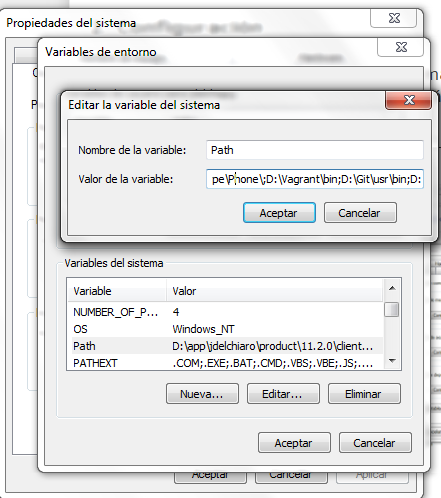 Propiedades del sistema
Variables de entorno
Editar la variable del sistema
Nombre de la variable: Path
Valor de la variable: pe\Phone\;D:\Vagrant\bin;D:\Git\usr\bin;D:
Aceptar Cancelar
Variables del sistema
Variable Valor
NUMBER_OF_P... 4
OS Windows_NT
Path D:\app\jdelchiaro\product\11.2.0\client...
PATHEXT .COM;.EXE;.BAT;.CMD;.VBS;.VBE;.JS;....
Nueva... Editar... Eliminar
Aceptar Cancelar
Aceptar Cancelar Aplicar